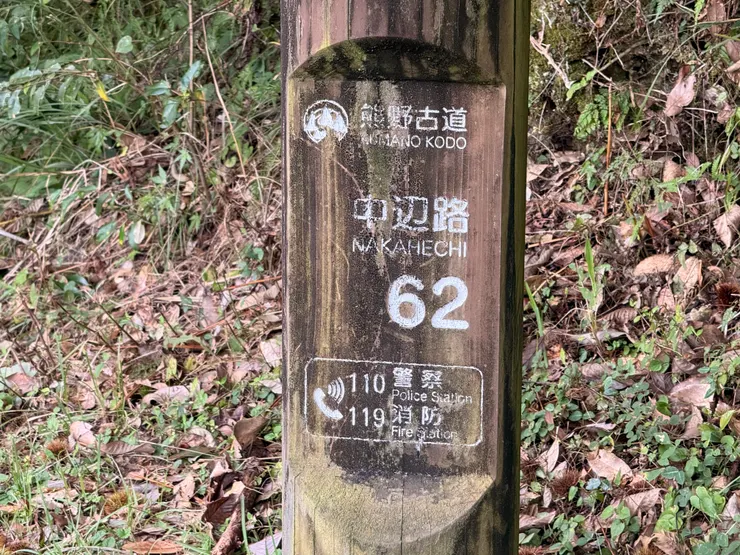 熊野古道
KUMANO KODO
中辺路
NAKAHECHI
62
110 警察
Police Station
119 消防
Fire Station